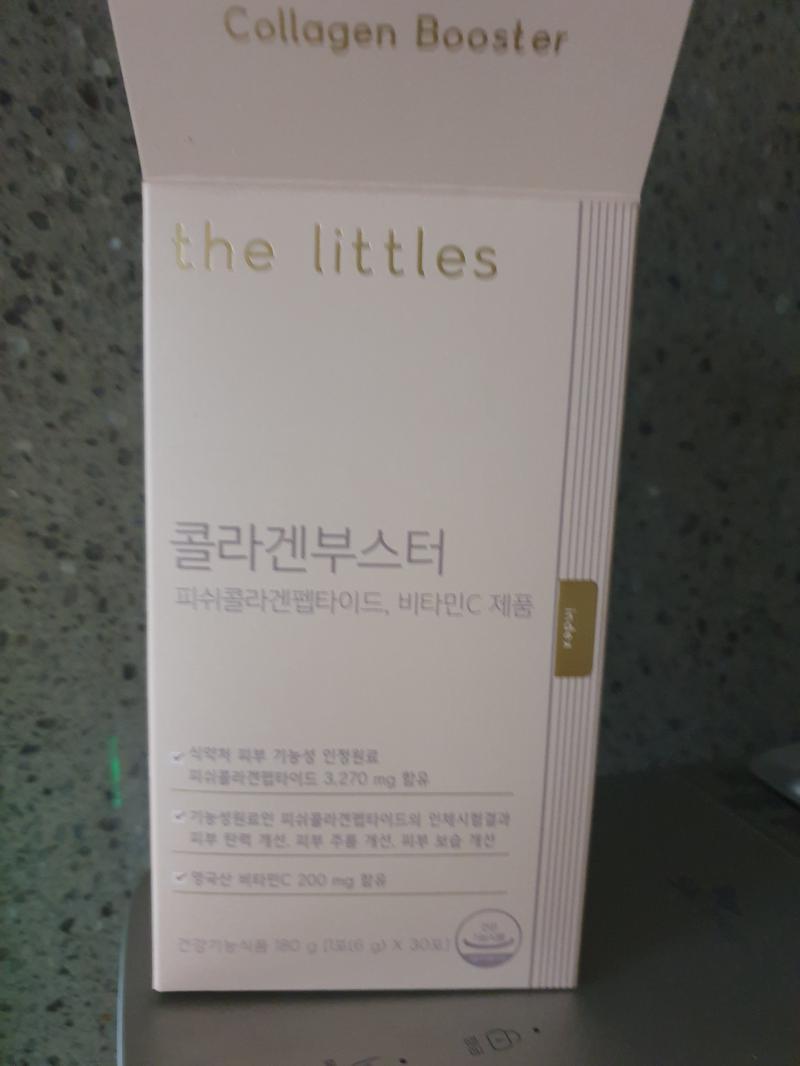 Collagen Booster
the littles
콜라겐부스터
피쉬콜라겐펩타이드, 비타민C 제품
index
식약처 피부 기능성 인정원료
피쉬콜라겐펩타이드 3,270 mg 함유
기능성원료인 피쉬콜라겐펩타이드의 인체시험결과
피부 탄력 개선, 피부 주름 개선, 피부 보습 개선
영국산 비타민C 200 mg 함유
건강기능식품 180 g [1포(6 g) X 30포]
건강
기능식품